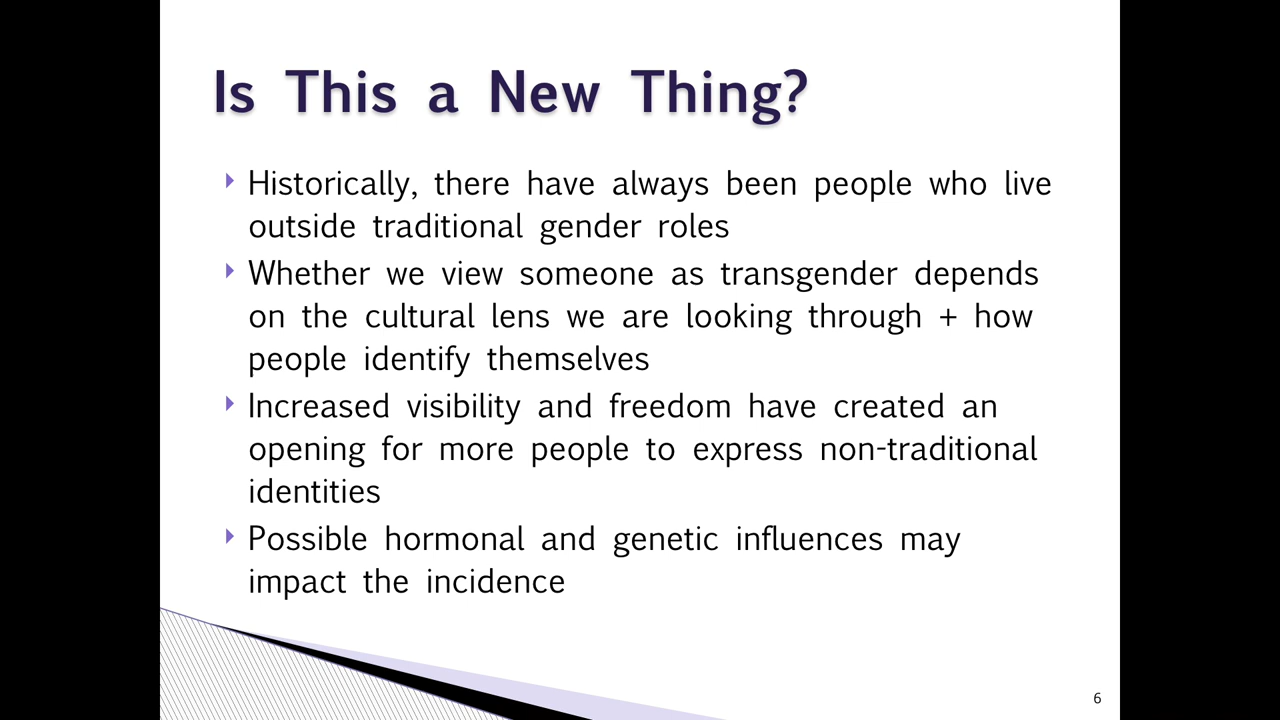 Is This a New Thing?
Historically, there have always been people who live
outside traditional gender roles
Whether we view someone as transgender depends
on the cultural lens we are looking through + how
people identify themselves
Increased visibility and freedom have created an
opening for more people to express non-traditional
identities
Possible hormonal and genetic influences may
impact the incidence
6